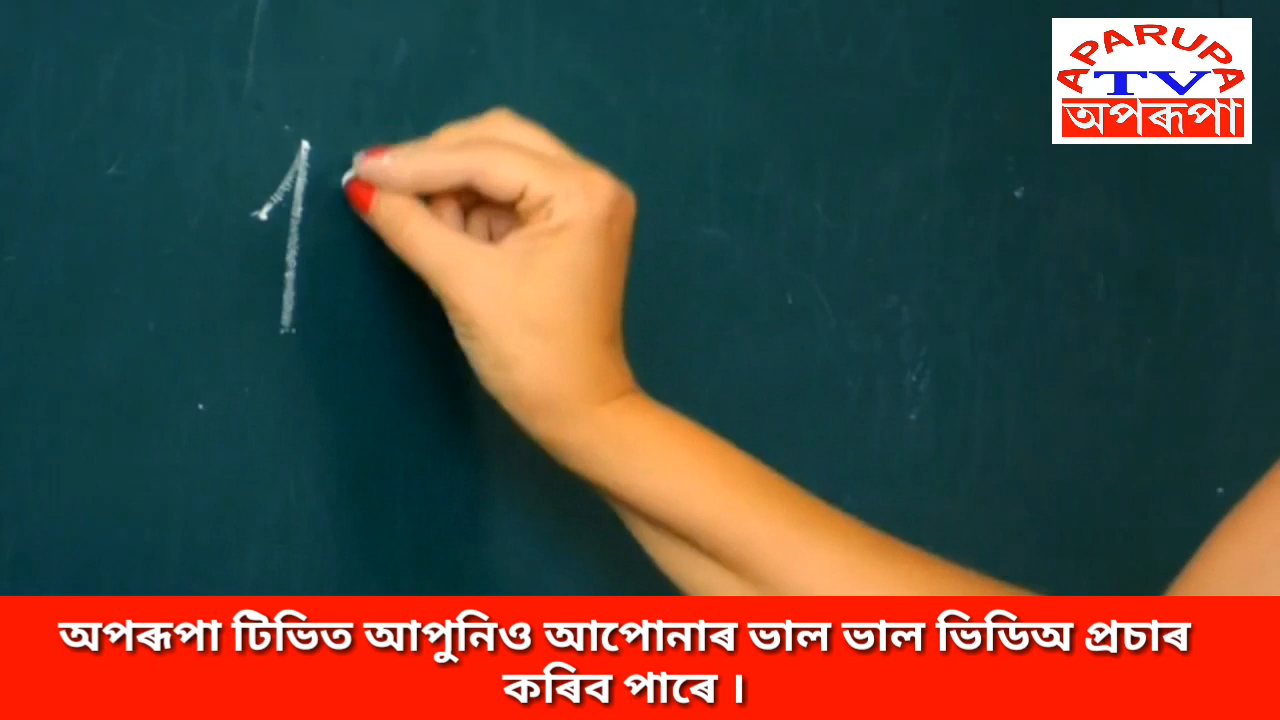 APARUPA
TV
অপৰূপা
1
অপৰূপা টিভিত আপুনিও আপোনাৰ ভাল ভাল ভিডিঅ প্ৰচাৰ
কৰিব পাৰে ।